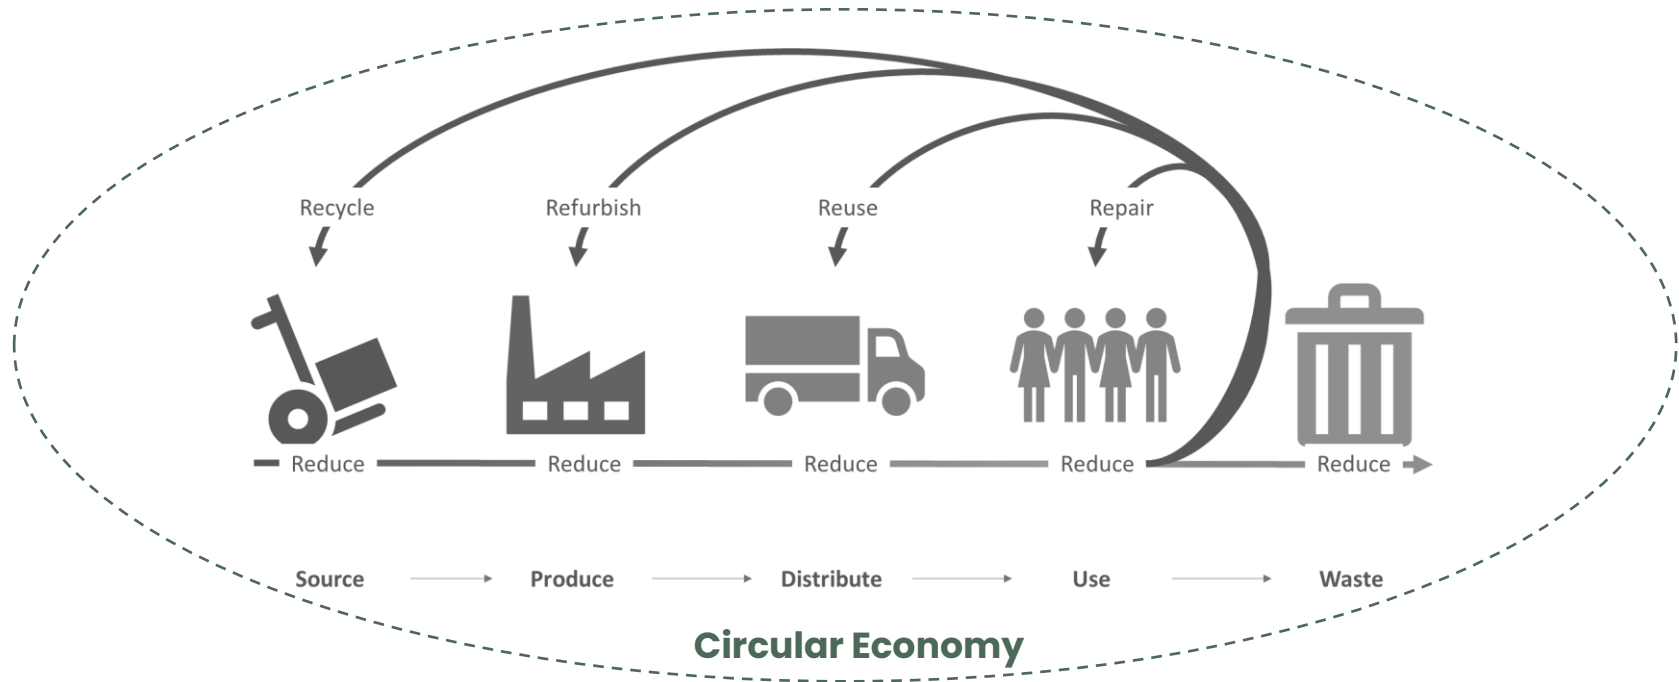 Recycle Refurbish Reuse Repair
Reduce Reduce Reduce Reduce Reduce
Source Produce Distribute Use Waste
Circular Economy